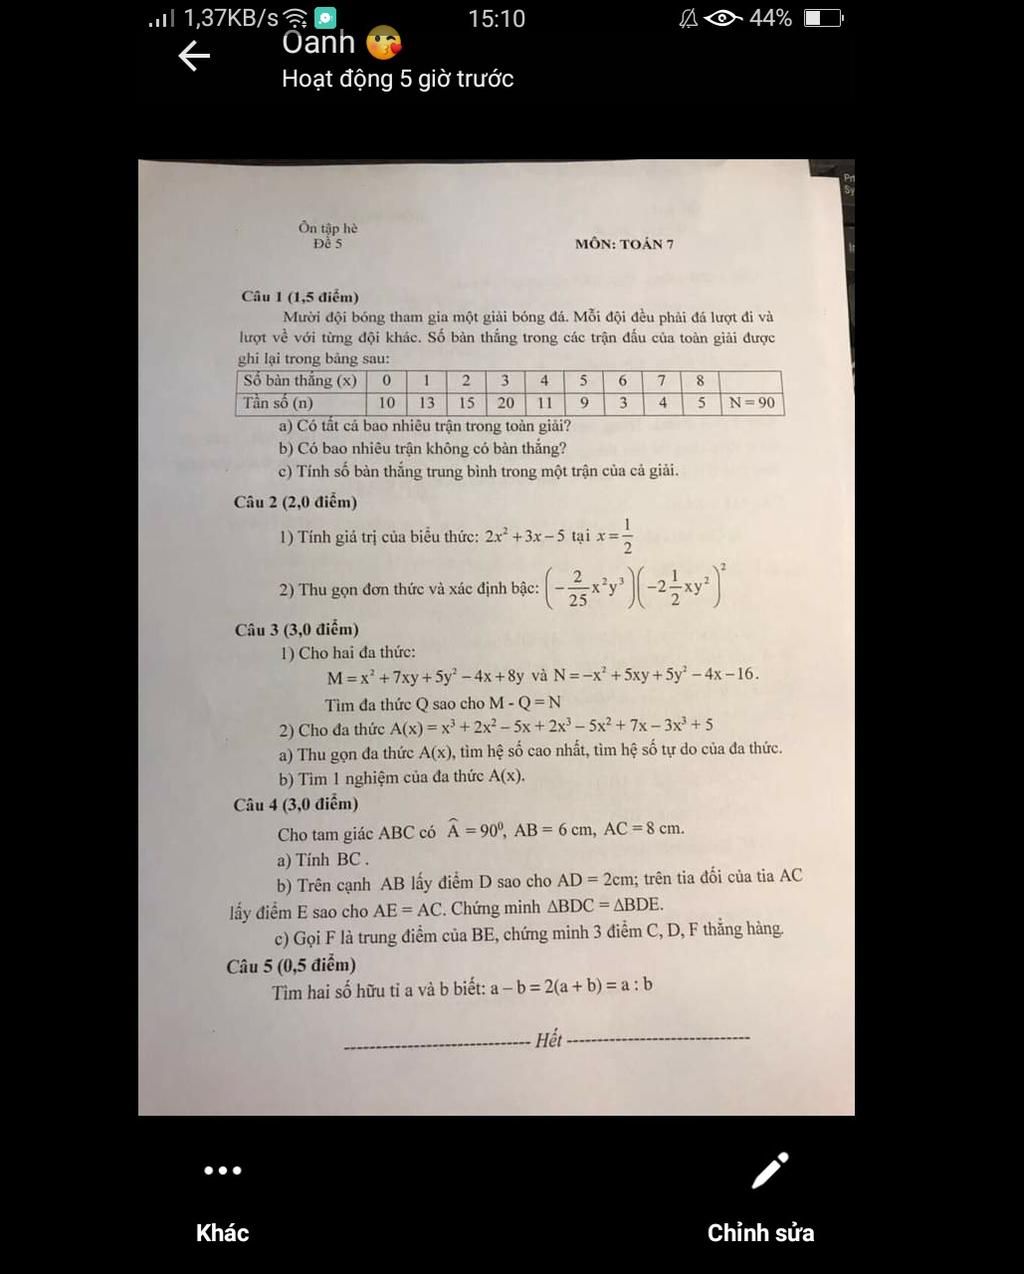 1,37KB/s 15:10 44%
Oanh 😘
Hoạt động 5 giờ trước
Ôn tập hè
Đề 5
MÔN: TOÁN 7
Câu 1 (1,5 điểm)
Mười đội bóng tham gia một giải bóng đá. Mỗi đội đều phải đá lượt đi và
lượt về với từng đội khác. Số bàn thắng trong các trận đấu của toàn giải được
ghi lại trong bảng sau:
Số bàn thắng (x) 0 1 2 3 4 5 6 7 8
Tần số (n) 10 13 15 20 11 9 3 4 5 N = 90
a) Có tất cả bao nhiêu trận trong toàn giải?
b) Có bao nhiêu trận không có bàn thắng?
c) Tính số bàn thắng trung bình trong một trận của cả giải.
Câu 2 (2,0 điểm)
1) Tính giá trị của biểu thức: 2x² + 3x − 5 tại x = 1/2
2) Thu gọn đơn thức và xác định bậc: (−2/25 x²y³)(−2 1/2 xy²)²
Câu 3 (3,0 điểm)
1) Cho hai đa thức:
M = x² + 7xy + 5y² − 4x + 8y và N = −x² + 5xy + 5y² − 4x − 16.
Tìm đa thức Q sao cho M - Q = N
2) Cho đa thức A(x) = x³ + 2x² – 5x + 2x³ – 5x² + 7x – 3x³ + 5
a) Thu gọn đa thức A(x), tìm hệ số cao nhất, tìm hệ số tự do của đa thức.
b) Tìm 1 nghiệm của đa thức A(x).
Câu 4 (3,0 điểm)
Cho tam giác ABC có Â = 90⁰, AB = 6 cm, AC = 8 cm.
a) Tính BC .
b) Trên cạnh AB lấy điểm D sao cho AD = 2cm; trên tia đối của tia AC
lấy điểm E sao cho AE = AC. Chứng minh ΔBDC = ΔBDE.
c) Gọi F là trung điểm của BE, chứng minh 3 điểm C, D, F thẳng hàng.
Câu 5 (0,5 điểm)
Tìm hai số hữu tỉ a và b biết: a – b = 2(a + b) = a : b
Hết
Khác
Chỉnh sửa